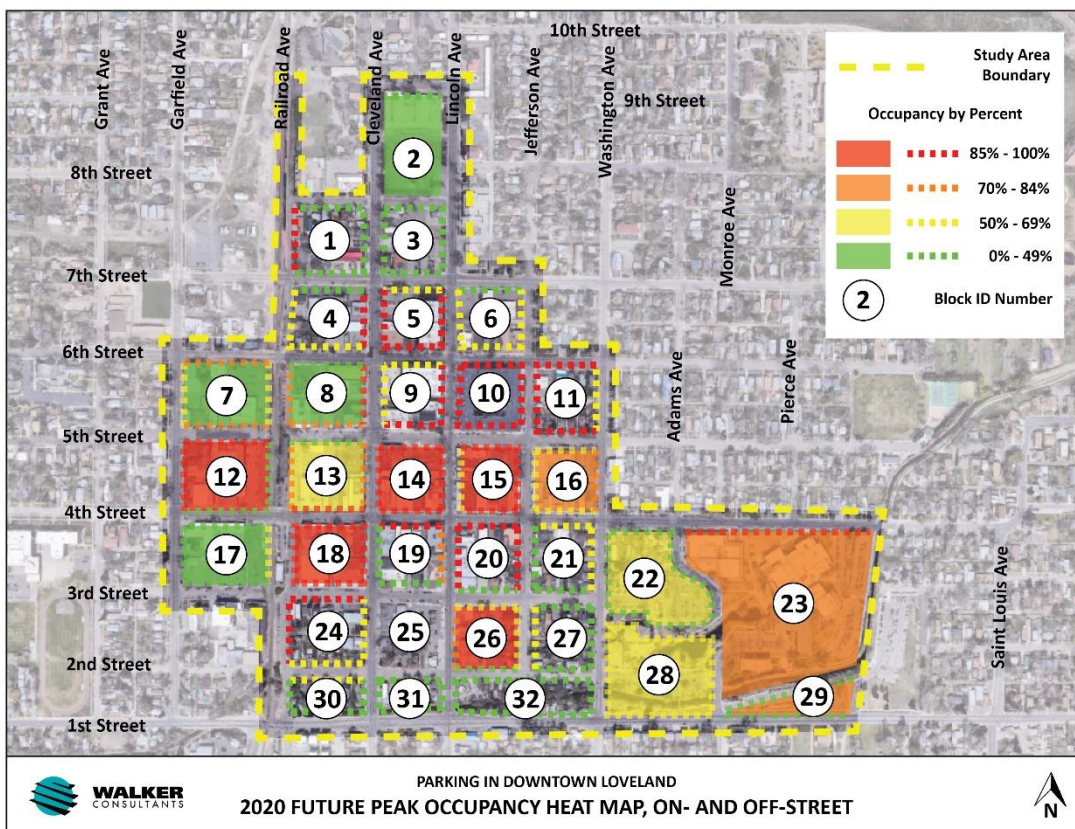 10th Street
Grant Ave
Garfield Ave
Railroad Ave
Cleveland Ave
Lincoln Ave
Jefferson Ave
Washington Ave
9th Street
8th Street
7th Street
6th Street
5th Street
4th Street
3rd Street
2nd Street
1st Street
Monroe Ave
Adams Ave
Pierce Ave
Saint Louis Ave
Study Area
Boundary
Occupancy by Percent
85% - 100%
70% - 84%
50% - 69%
0% - 49%
2 Block ID Number
2
1 3
4 5 6
7 8 9 10 11
12 13 14 15 16
17 18 19 20 21 22 23
24 25 26 27 28 29
30 31 32
WALKER
CONSULTANTS
PARKING IN DOWNTOWN LOVELAND
2020 FUTURE PEAK OCCUPANCY HEAT MAP, ON- AND OFF-STREET
N